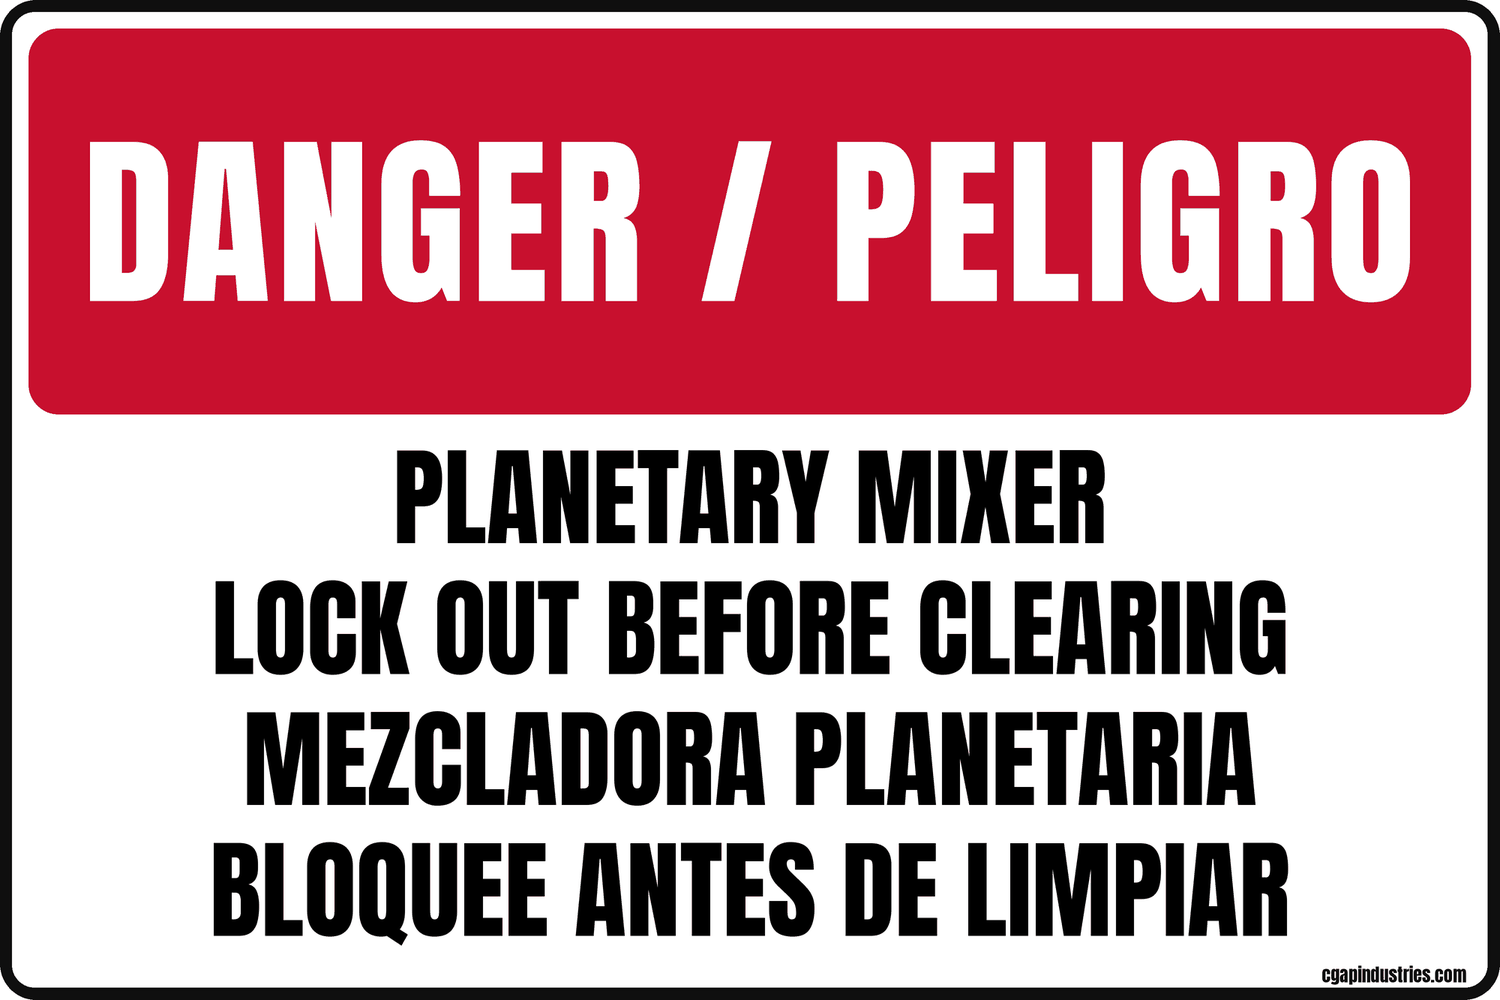 DANGER / PELIGRO
PLANETARY MIXER
LOCK OUT BEFORE CLEARING
MEZCLADORA PLANETARIA
BLOQUEE ANTES DE LIMPIAR
cgapindustries.com